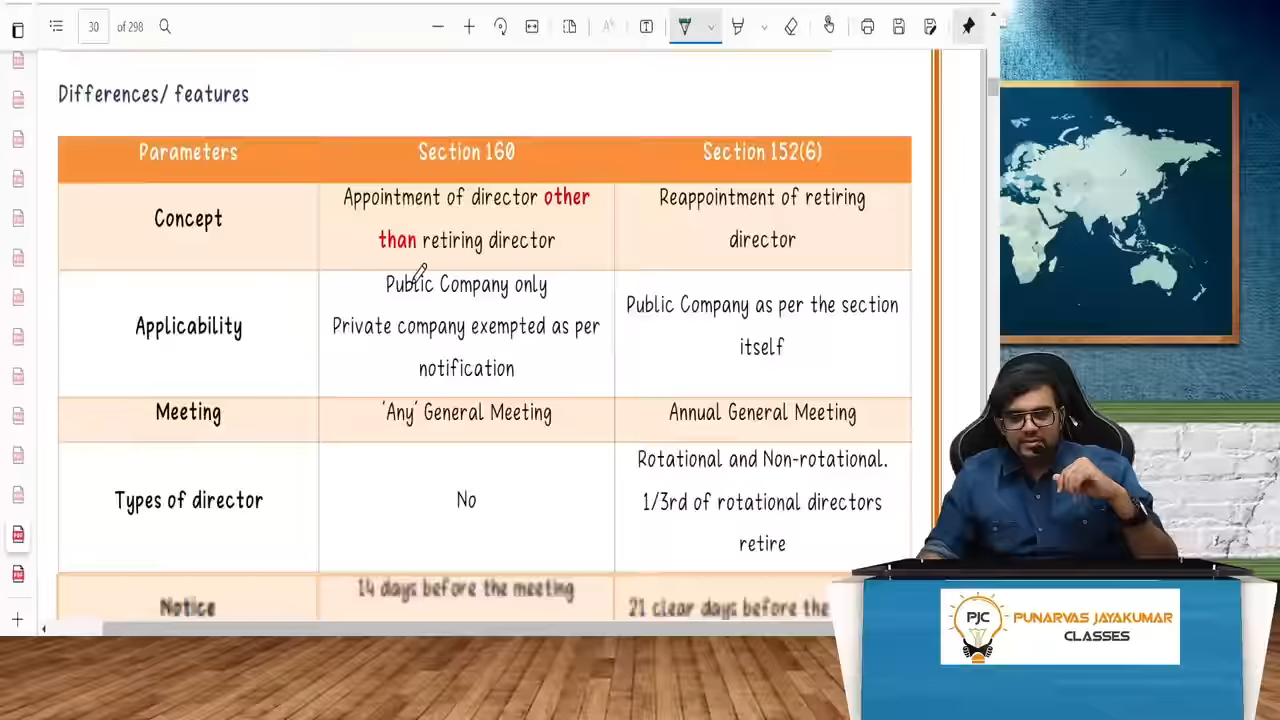 30 of 298
Differences/ features
Parameters
Section 160
Section 152(6)
Concept
Appointment of director other
than retiring director
Reappointment of retiring
director
Applicability
Public Company only
Private company exempted as per
notification
Public Company as per the section
itself
Meeting
'Any' General Meeting
Annual General Meeting
Types of director
No
Rotational and Non-rotational.
1/3rd of rotational directors
retire
Notice
14 days before the meeting
21 clear days before the
PJC
PUNARVAS JAYAKUMAR
CLASSES